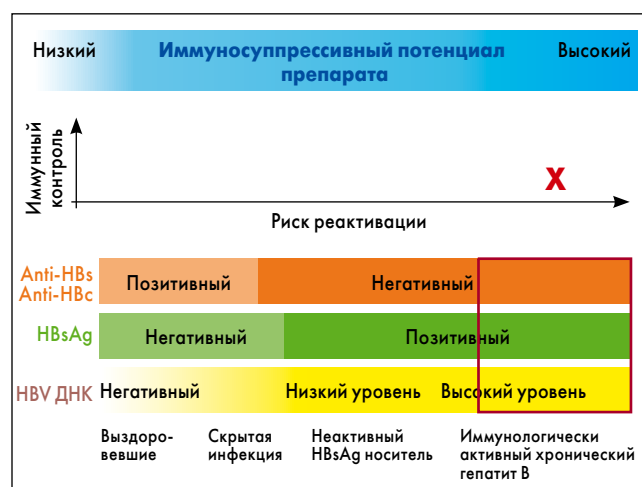 Низкий Иммуносуппрессивный потенциал Высокий
препарата
Иммунный
контроль
X
Риск реактивации
Anti-HBs
Anti-HBc
Позитивный Негативный
HBsAg Негативный Позитивный
HBV ДНК Негативный Низкий уровень Высокий уровень
Выздоро-
вевшие
Скрытая
инфекция
Неактивный
HBsAg носитель
Иммунологически
активный хронический
гепатит В